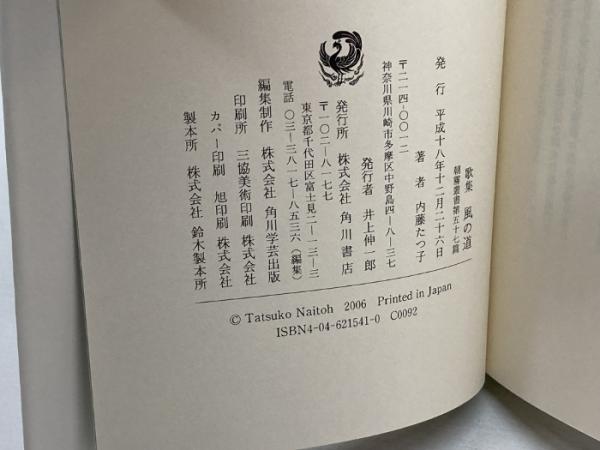 歌集 風の道
朝霧叢書第五十七篇
発行 平成十八年十二月二十六日
著者 内藤たつ子
〒二一四-〇〇一二
神奈川県川崎市多摩区中野島四-八-三七
発行者 井上伸一郎
発行所 株式会社 角川書店
〒一〇二-八一七七
東京都千代田区富士見二-一三-三
電話 〇三-三八一七-八五三六(編集)
編集制作 株式会社 角川学芸出版
印刷所 三協美術印刷 株式会社
カバー印刷 旭印刷 株式会社
製本所 株式会社 鈴木製本所
© Tatsuko Naitoh 2006 Printed in Japan
ISBN4-04-621541-0 C0092